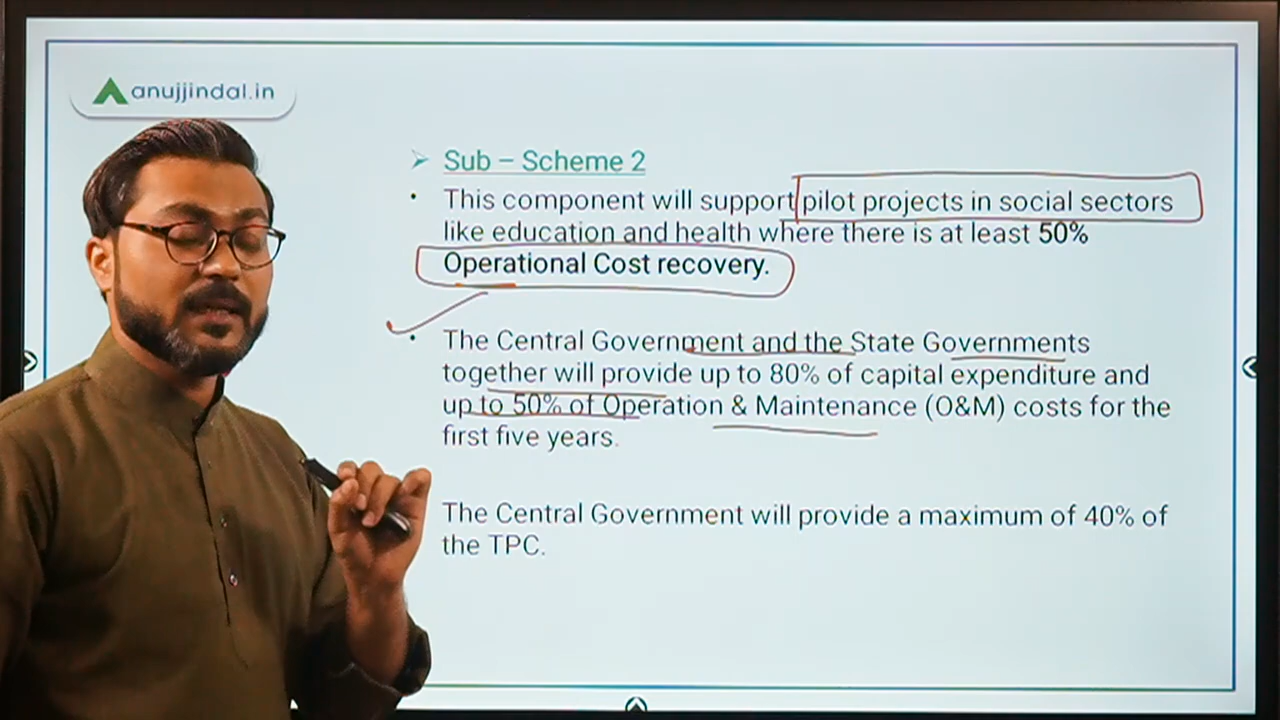 anujjindal.in
Sub – Scheme 2
This component will support pilot projects in social sectors
like education and health where there is at least 50%
Operational Cost recovery.
The Central Government and the State Governments
together will provide up to 80% of capital expenditure and
up to 50% of Operation & Maintenance (O&M) costs for the
first five years.
The Central Government will provide a maximum of 40% of
the TPC.